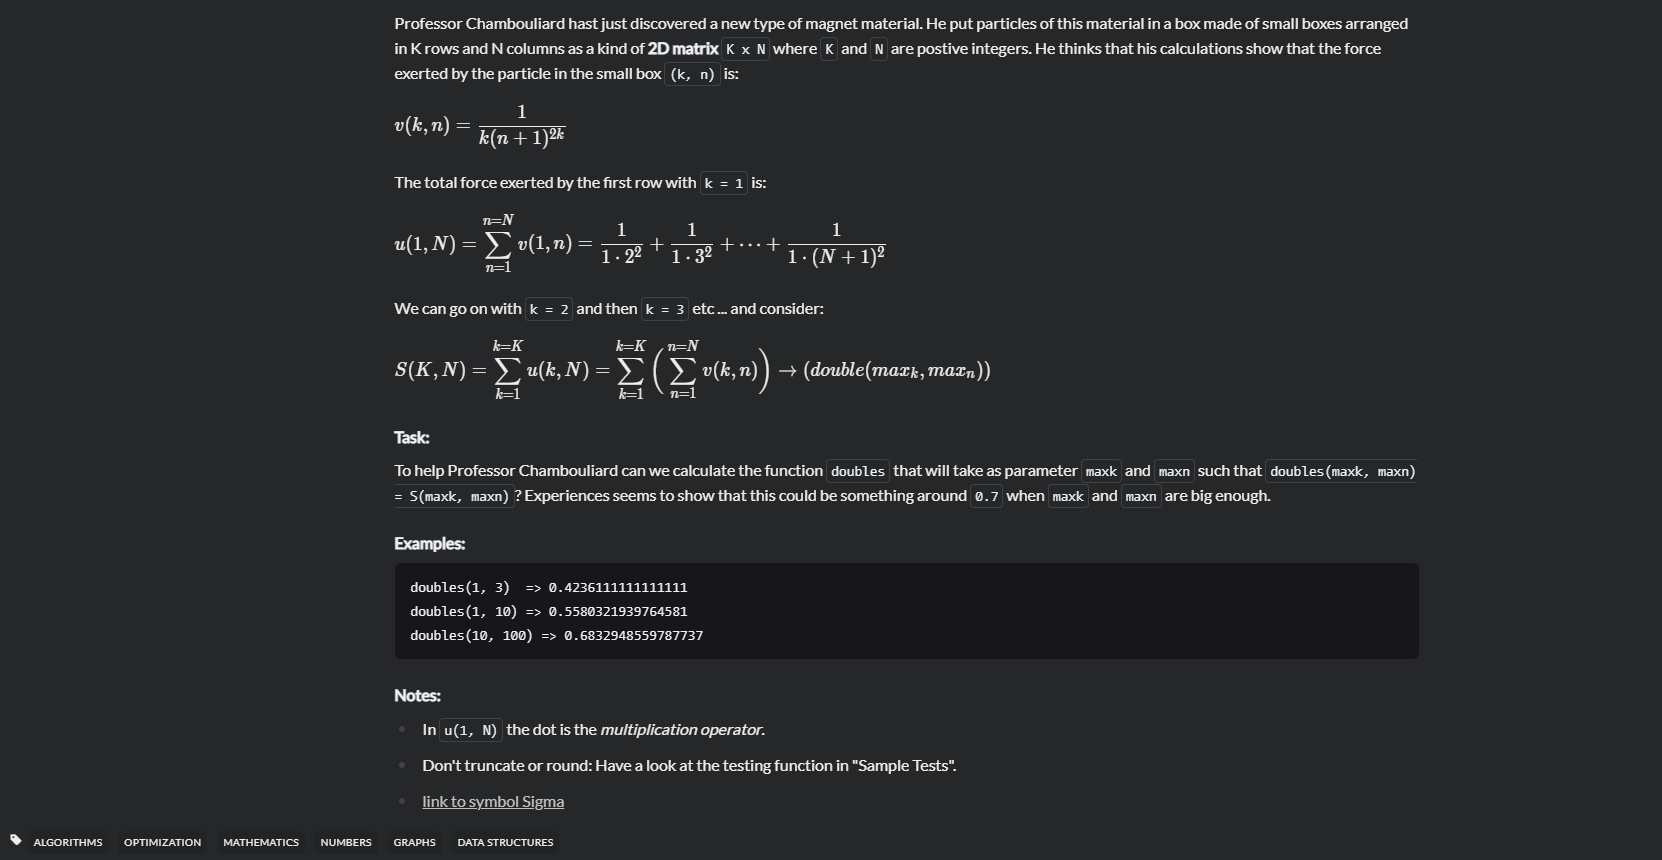 Professor Chambouliard hast just discovered a new type of magnet material. He put particles of this material in a box made of small boxes arranged
in K rows and N columns as a kind of 2D matrix K x N where K and N are postive integers. He thinks that his calculations show that the force
exerted by the particle in the small box (k, n) is:
v(k, n) = 1 / k(n + 1)^{2k}
The total force exerted by the first row with k = 1 is:
u(1, N) = \sum_{n=1}^{n=N} v(1, n) = \frac{1}{1 · 2^2} + \frac{1}{1 · 3^2} + ··· + \frac{1}{1 · (N + 1)^2}
We can go on with k = 2 and then k = 3 etc ... and consider:
S(K, N) = \sum_{k=1}^{k=K} u(k, N) = \sum_{k=1}^{k=K} ( \sum_{n=1}^{n=N} v(k, n) ) → (double(max_k, max_n))
Task:
To help Professor Chambouliard can we calculate the function doubles that will take as parameter maxk and maxn such that doubles(maxk, maxn)
= S(maxk, maxn) ? Experiences seems to show that this could be something around 0.7 when maxk and maxn are big enough.
Examples:
doubles(1, 3)  => 0.4236111111111111
doubles(1, 10) => 0.5580321939764581
doubles(10, 100) => 0.6832948559787737
Notes:
In u(1, N) the dot is the multiplication operator.
Don't truncate or round: Have a look at the testing function in "Sample Tests".
link to symbol Sigma
ALGORITHMS OPTIMIZATION MATHEMATICS NUMBERS GRAPHS DATA STRUCTURES